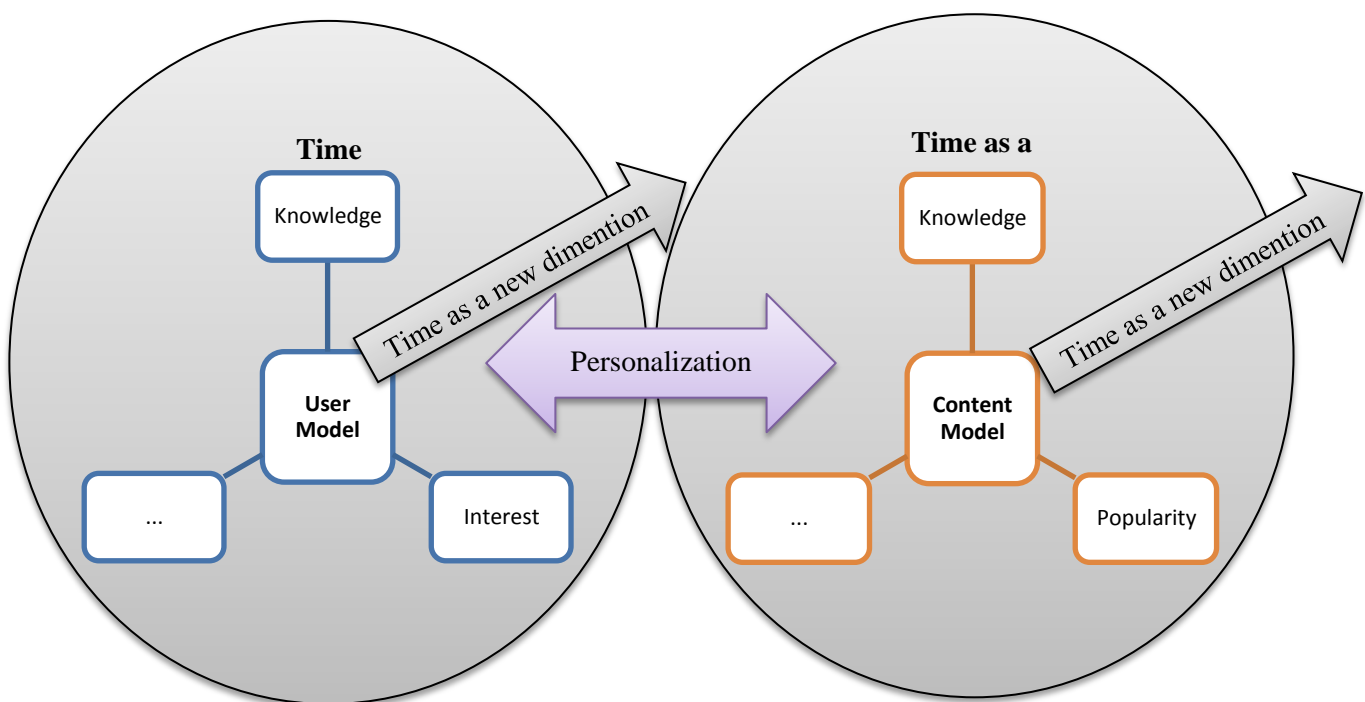 Time
Knowledge
Time as a new dimention
User
Model
...
Interest
Personalization
Time as a
Knowledge
Time as a new dimention
Content
Model
...
Popularity